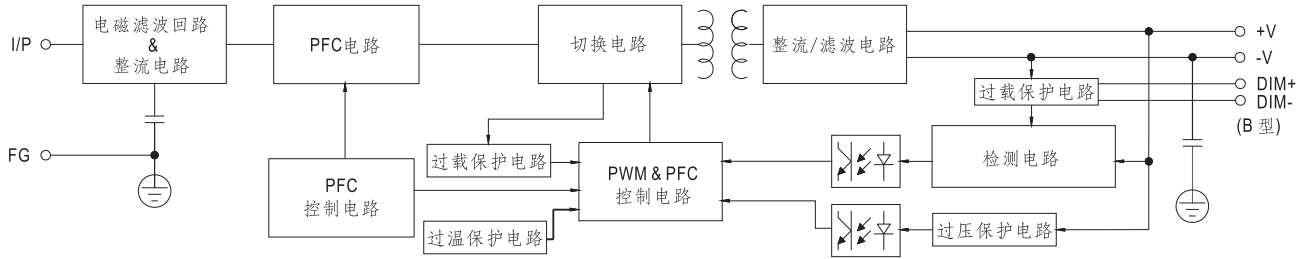 I/P
电磁滤波回路
&
整流电路
PFC电路
切换电路
整流/滤波电路
+V
-V
DIM+
DIM-
(B 型)
过载保护电路
FG
过载保护电路
PFC
控制电路
PWM & PFC
控制电路
检测电路
过温保护电路
过压保护电路